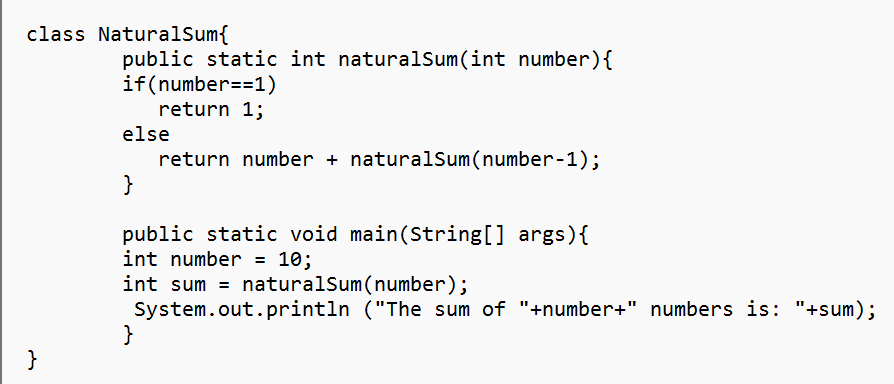 class NaturalSum{
public static int naturalSum(int number){
if(number==1)
return 1;
else
return number + naturalSum(number-1);
}
public static void main(String[] args){
int number = 10;
int sum = naturalSum(number);
System.out.println ("The sum of "+number+" numbers is: "+sum);
}
}